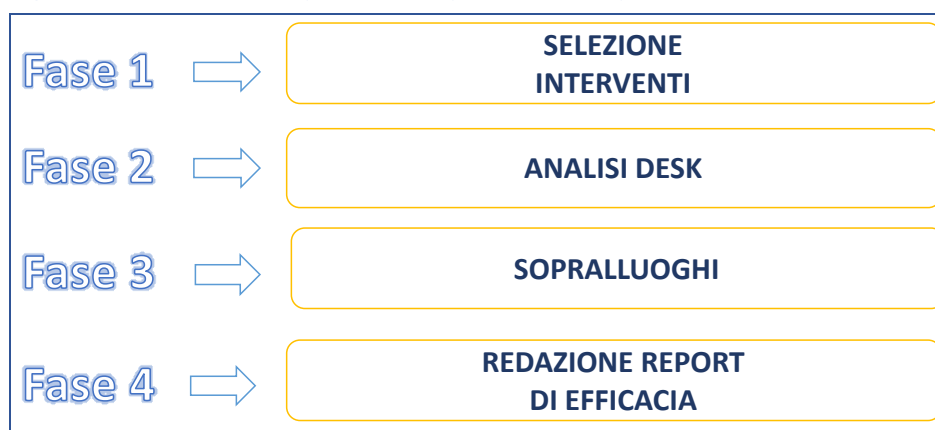 Fase 1
SELEZIONE
INTERVENTI
Fase 2
ANALISI DESK
Fase 3
SOPRALLUOGHI
Fase 4
REDAZIONE REPORT
DI EFFICACIA